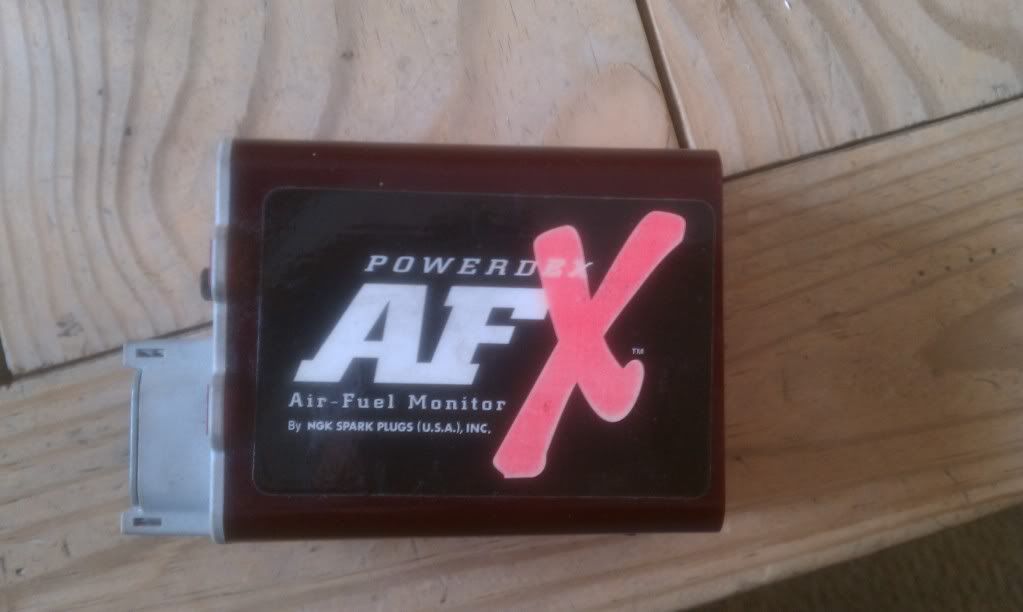 POWERDEX
AFX
TM
Air-Fuel Monitor
By NGK SPARK PLUGS (U.S.A.), INC.